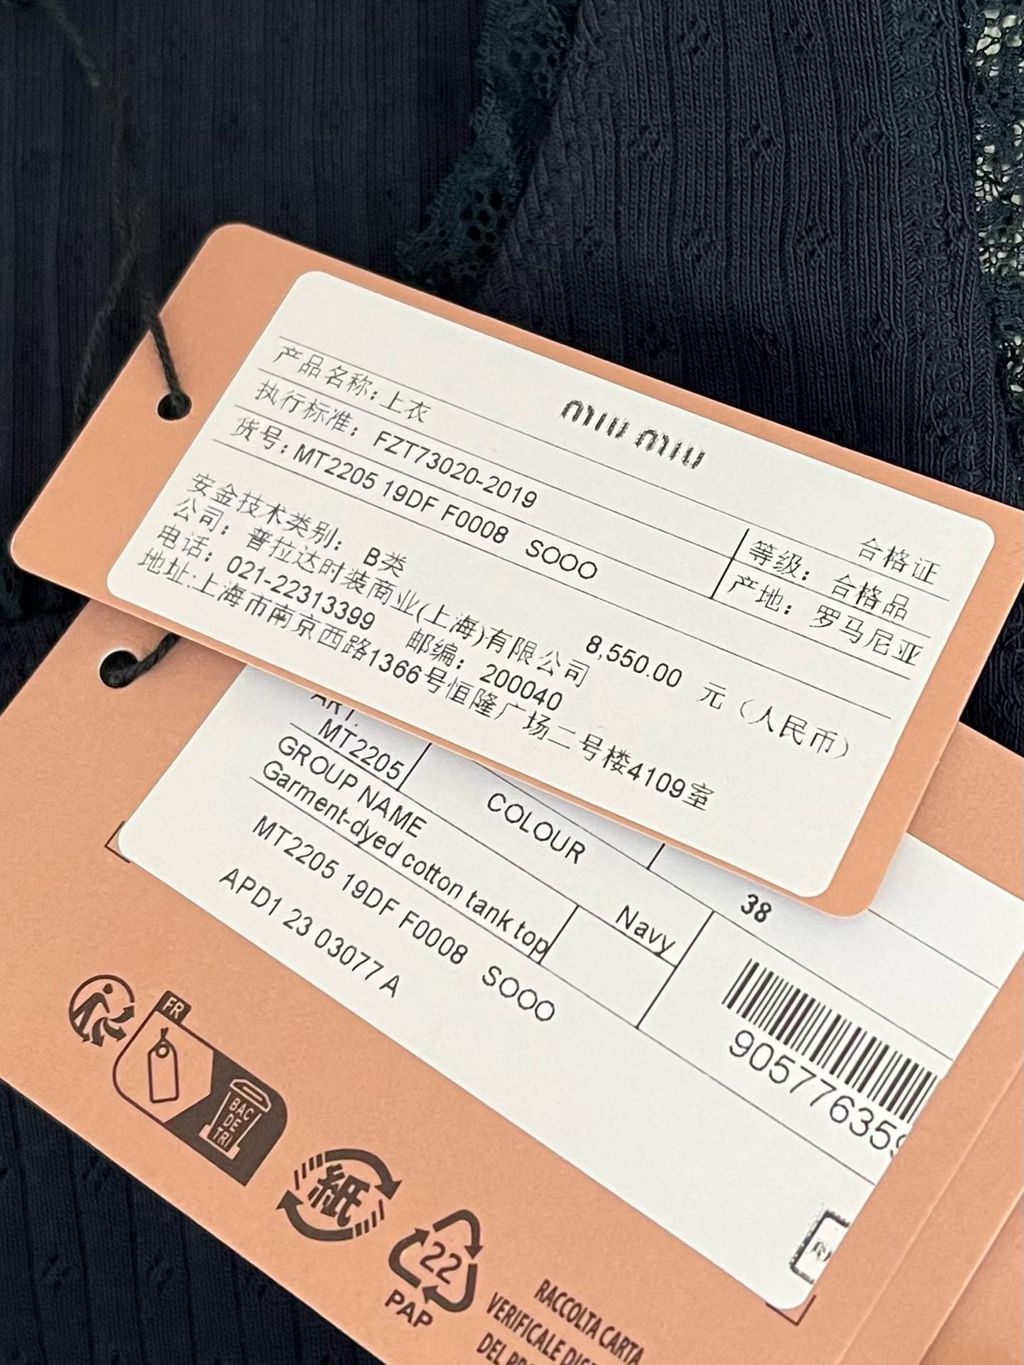 miu miu
合格证
产品名称:上衣
等级：合格品
执行标准：FZT73020-2019
产地：罗马尼亚
货号:MT2205 19DF F0008 SOOO
安全技术类别：B类
8,550.00 元（人民币）
公司：普拉达时装商业(上海)有限公司
电话：021-22313399 邮编：200040
地址:上海市南京西路1366号恒隆广场二号楼4109室
ART.
COLOUR
MT2205
38
GROUP NAME
Navy
Garment-dyed cotton tank top
MT2205 19DF F0008 SOOO
APD1 23 03077 A
90577635
FR
BAC
DE
TRI
紙
22
PAP
RACCOLTA CARTA
VERIFICALE
DEL